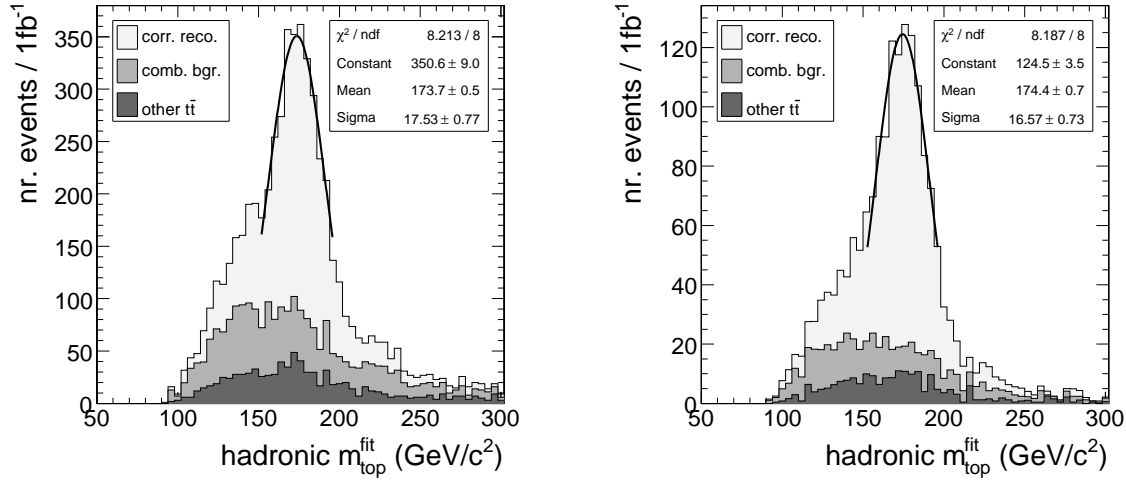 nr. events / 1fb⁻¹
350
300
250
200
150
100
50
0
corr. reco.
comb. bgr.
other tt̄
χ² / ndf 8.213 / 8
Constant 350.6 ± 9.0
Mean 173.7 ± 0.5
Sigma 17.53 ± 0.77
50 100 150 200 250 300
hadronic m_top^fit (GeV/c²)
nr. events / 1fb⁻¹
120
100
80
60
40
20
0
corr. reco.
comb. bgr.
other tt̄
χ² / ndf 8.187 / 8
Constant 124.5 ± 3.5
Mean 174.4 ± 0.7
Sigma 16.57 ± 0.73
50 100 150 200 250 300
hadronic m_top^fit (GeV/c²)